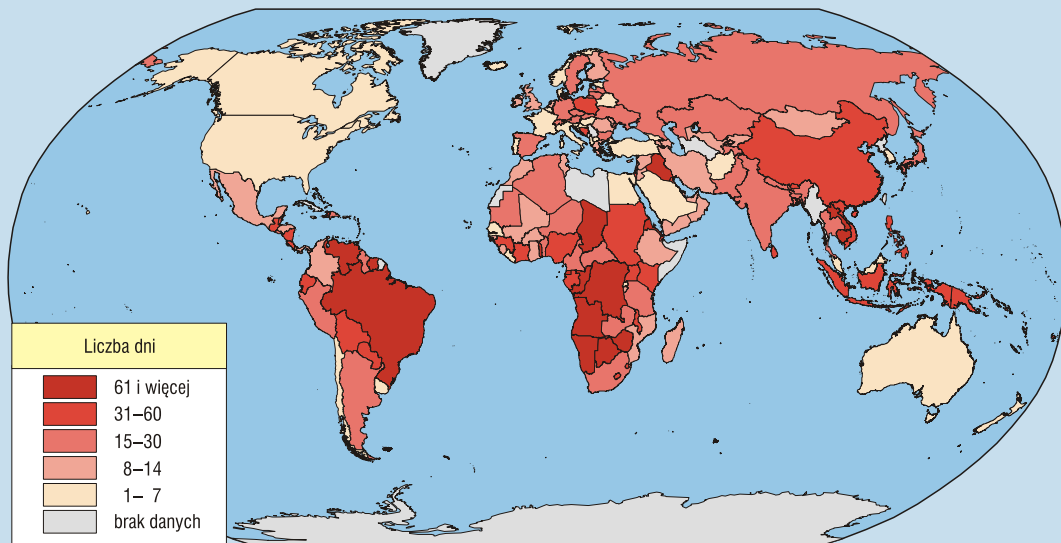 Liczba dni
61 i więcej
31–60
15–30
8–14
1– 7
brak danych